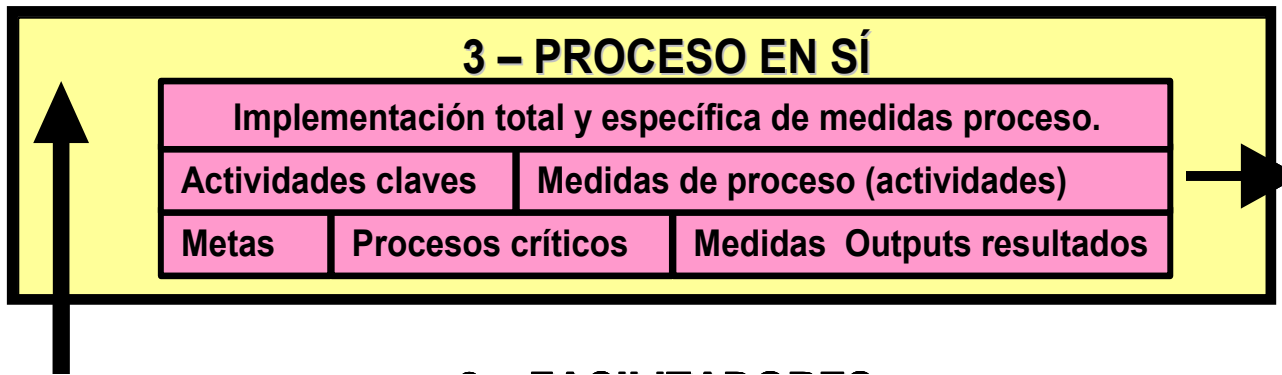 3 – PROCESO EN SÍ
Implementación total y específica de medidas proceso.
Actividades claves Medidas de proceso (actividades)
Metas Procesos críticos Medidas Outputs resultados